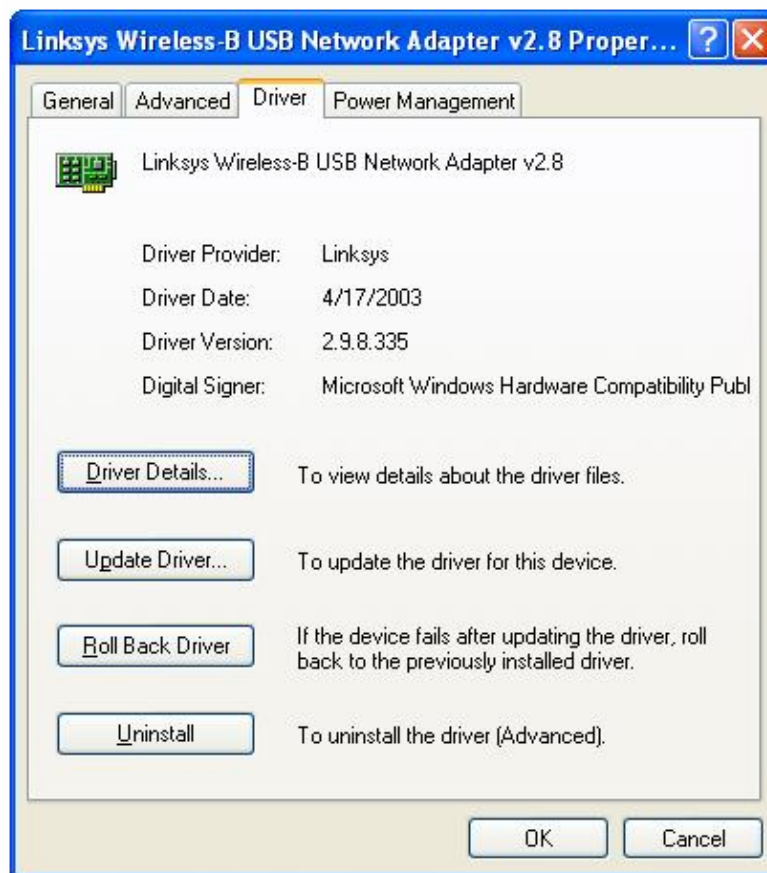 Linksys Wireless-B USB Network Adapter v2.8 Proper...
General Advanced Driver Power Management
Linksys Wireless-B USB Network Adapter v2.8
Driver Provider: Linksys
Driver Date: 4/17/2003
Driver Version: 2.9.8.335
Digital Signer: Microsoft Windows Hardware Compatibility Publ
Driver Details... To view details about the driver files.
Update Driver... To update the driver for this device.
Roll Back Driver If the device fails after updating the driver, roll
back to the previously installed driver.
Uninstall To uninstall the driver (Advanced).
OK Cancel